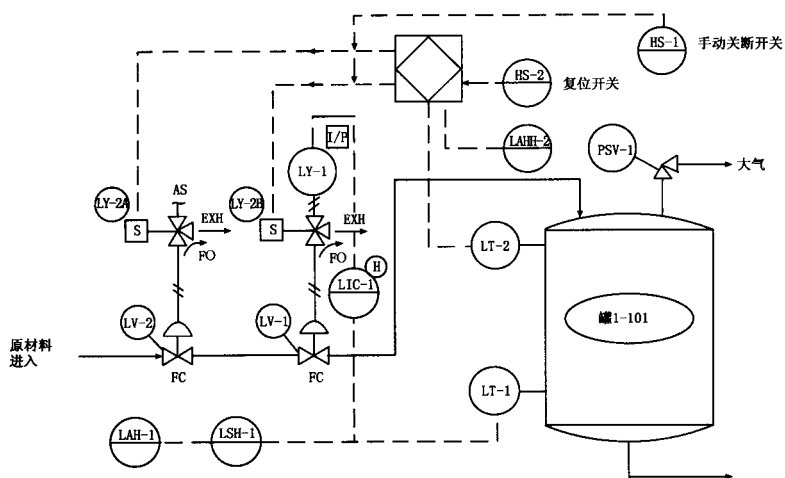 HS-1 手动关断开关
HS-2 复位开关
I/P
LAHH-2
PSV-1 大气
LY-1
LY-2A AS LY-2B
S EXH S EXH
FO FO
LT-2
H
LIC-1
罐1-101
LV-2 LV-1
原材料
进入
FC FC
LT-1
LAH-1 LSH-1